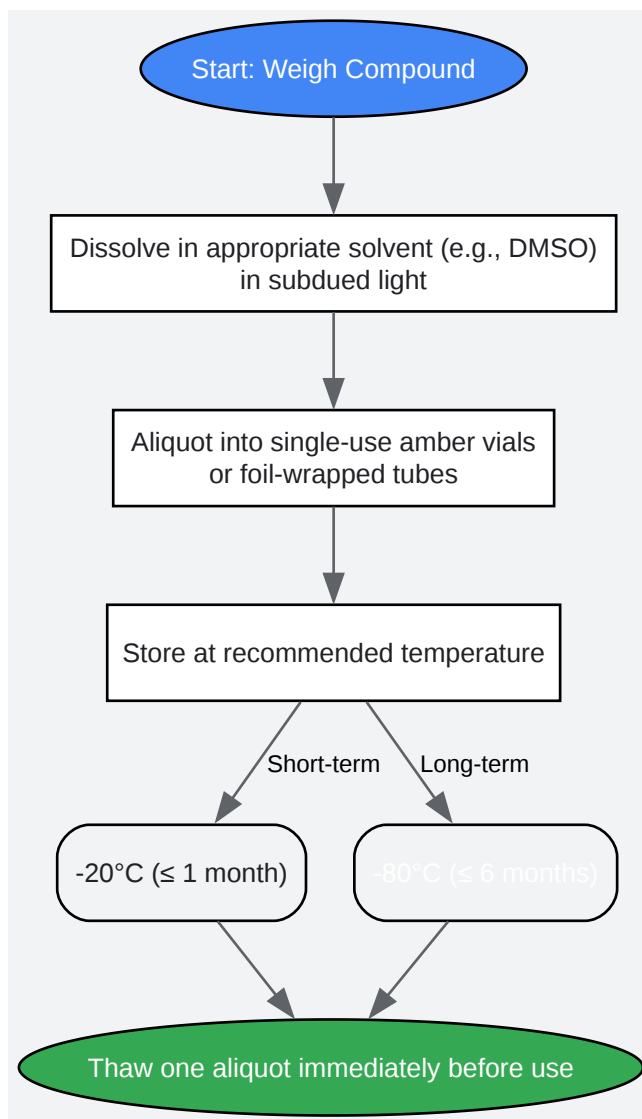 Start: Weigh Compound
Dissolve in appropriate solvent (e.g., DMSO)
in subdued light
Aliquot into single-use amber vials
or foil-wrapped tubes
Store at recommended temperature
Short-term
Long-term
-20°C (≤ 1 month)
-80°C (≤ 6 months)
Thaw one aliquot immediately before use